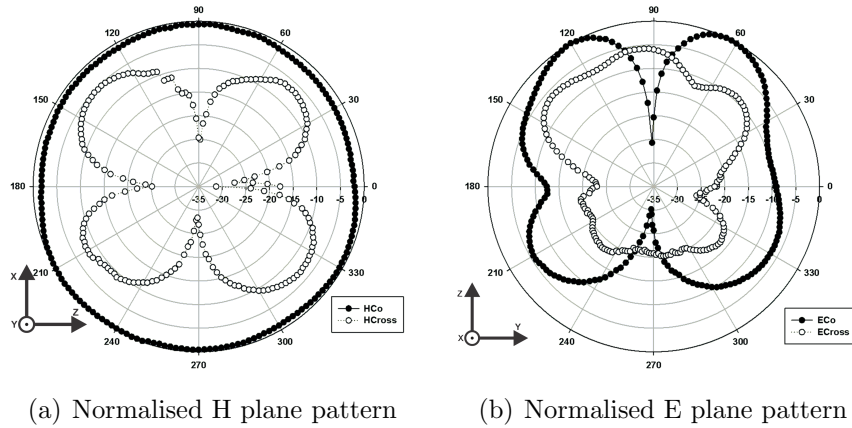 90
120
60
150
30
180
-35 -30 -25 -20 -15 -10 -5 0
0
210
330
240
300
270
X
Y
Z
HCo
HCross
(a) Normalised H plane pattern
90
120
60
150
30
180
-35 -30 -25 -20 -15 -10 -5 0
0
210
330
240
300
270
Z
X
Y
ECo
ECross
(b) Normalised E plane pattern